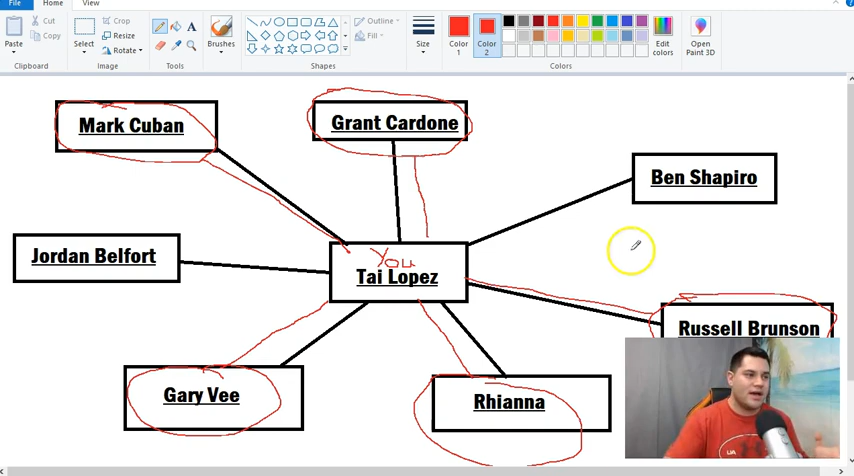 File
Home
View
Paste
Cut
Copy
Clipboard
Select
Crop
Resize
Rotate
Image
Tools
Brushes
Shapes
Outline
Fill
Size
Color
1
Color
2
Colors
Edit
colors
Open
Paint 3D
Mark Cuban
Grant Cardone
Ben Shapiro
Jordan Belfort
You
Tai Lopez
Russell Brunson
Gary Vee
Rhianna
UA